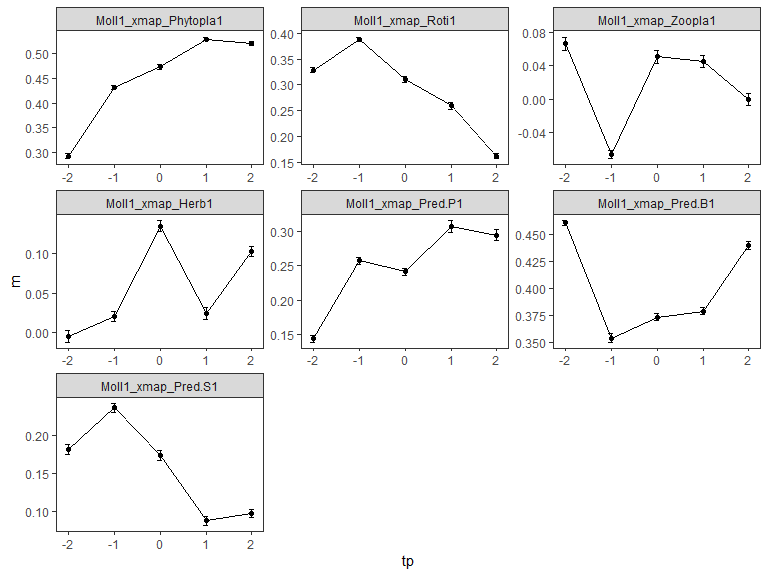 Moll1_xmap_Phytopla1
Moll1_xmap_Roti1
Moll1_xmap_Zoopla1
0.50
0.45
0.40
0.35
0.30
-2 -1 0 1 2
0.40
0.35
0.30
0.25
0.20
0.15
-2 -1 0 1 2
0.08
0.04
0.00
-0.04
-2 -1 0 1 2
Moll1_xmap_Herb1
Moll1_xmap_Pred.P1
Moll1_xmap_Pred.B1
0.10
0.05
0.00
-2 -1 0 1 2
0.30
0.25
0.20
0.15
-2 -1 0 1 2
0.450
0.425
0.400
0.375
0.350
-2 -1 0 1 2
Moll1_xmap_Pred.S1
0.20
0.15
0.10
-2 -1 0 1 2
m
tp